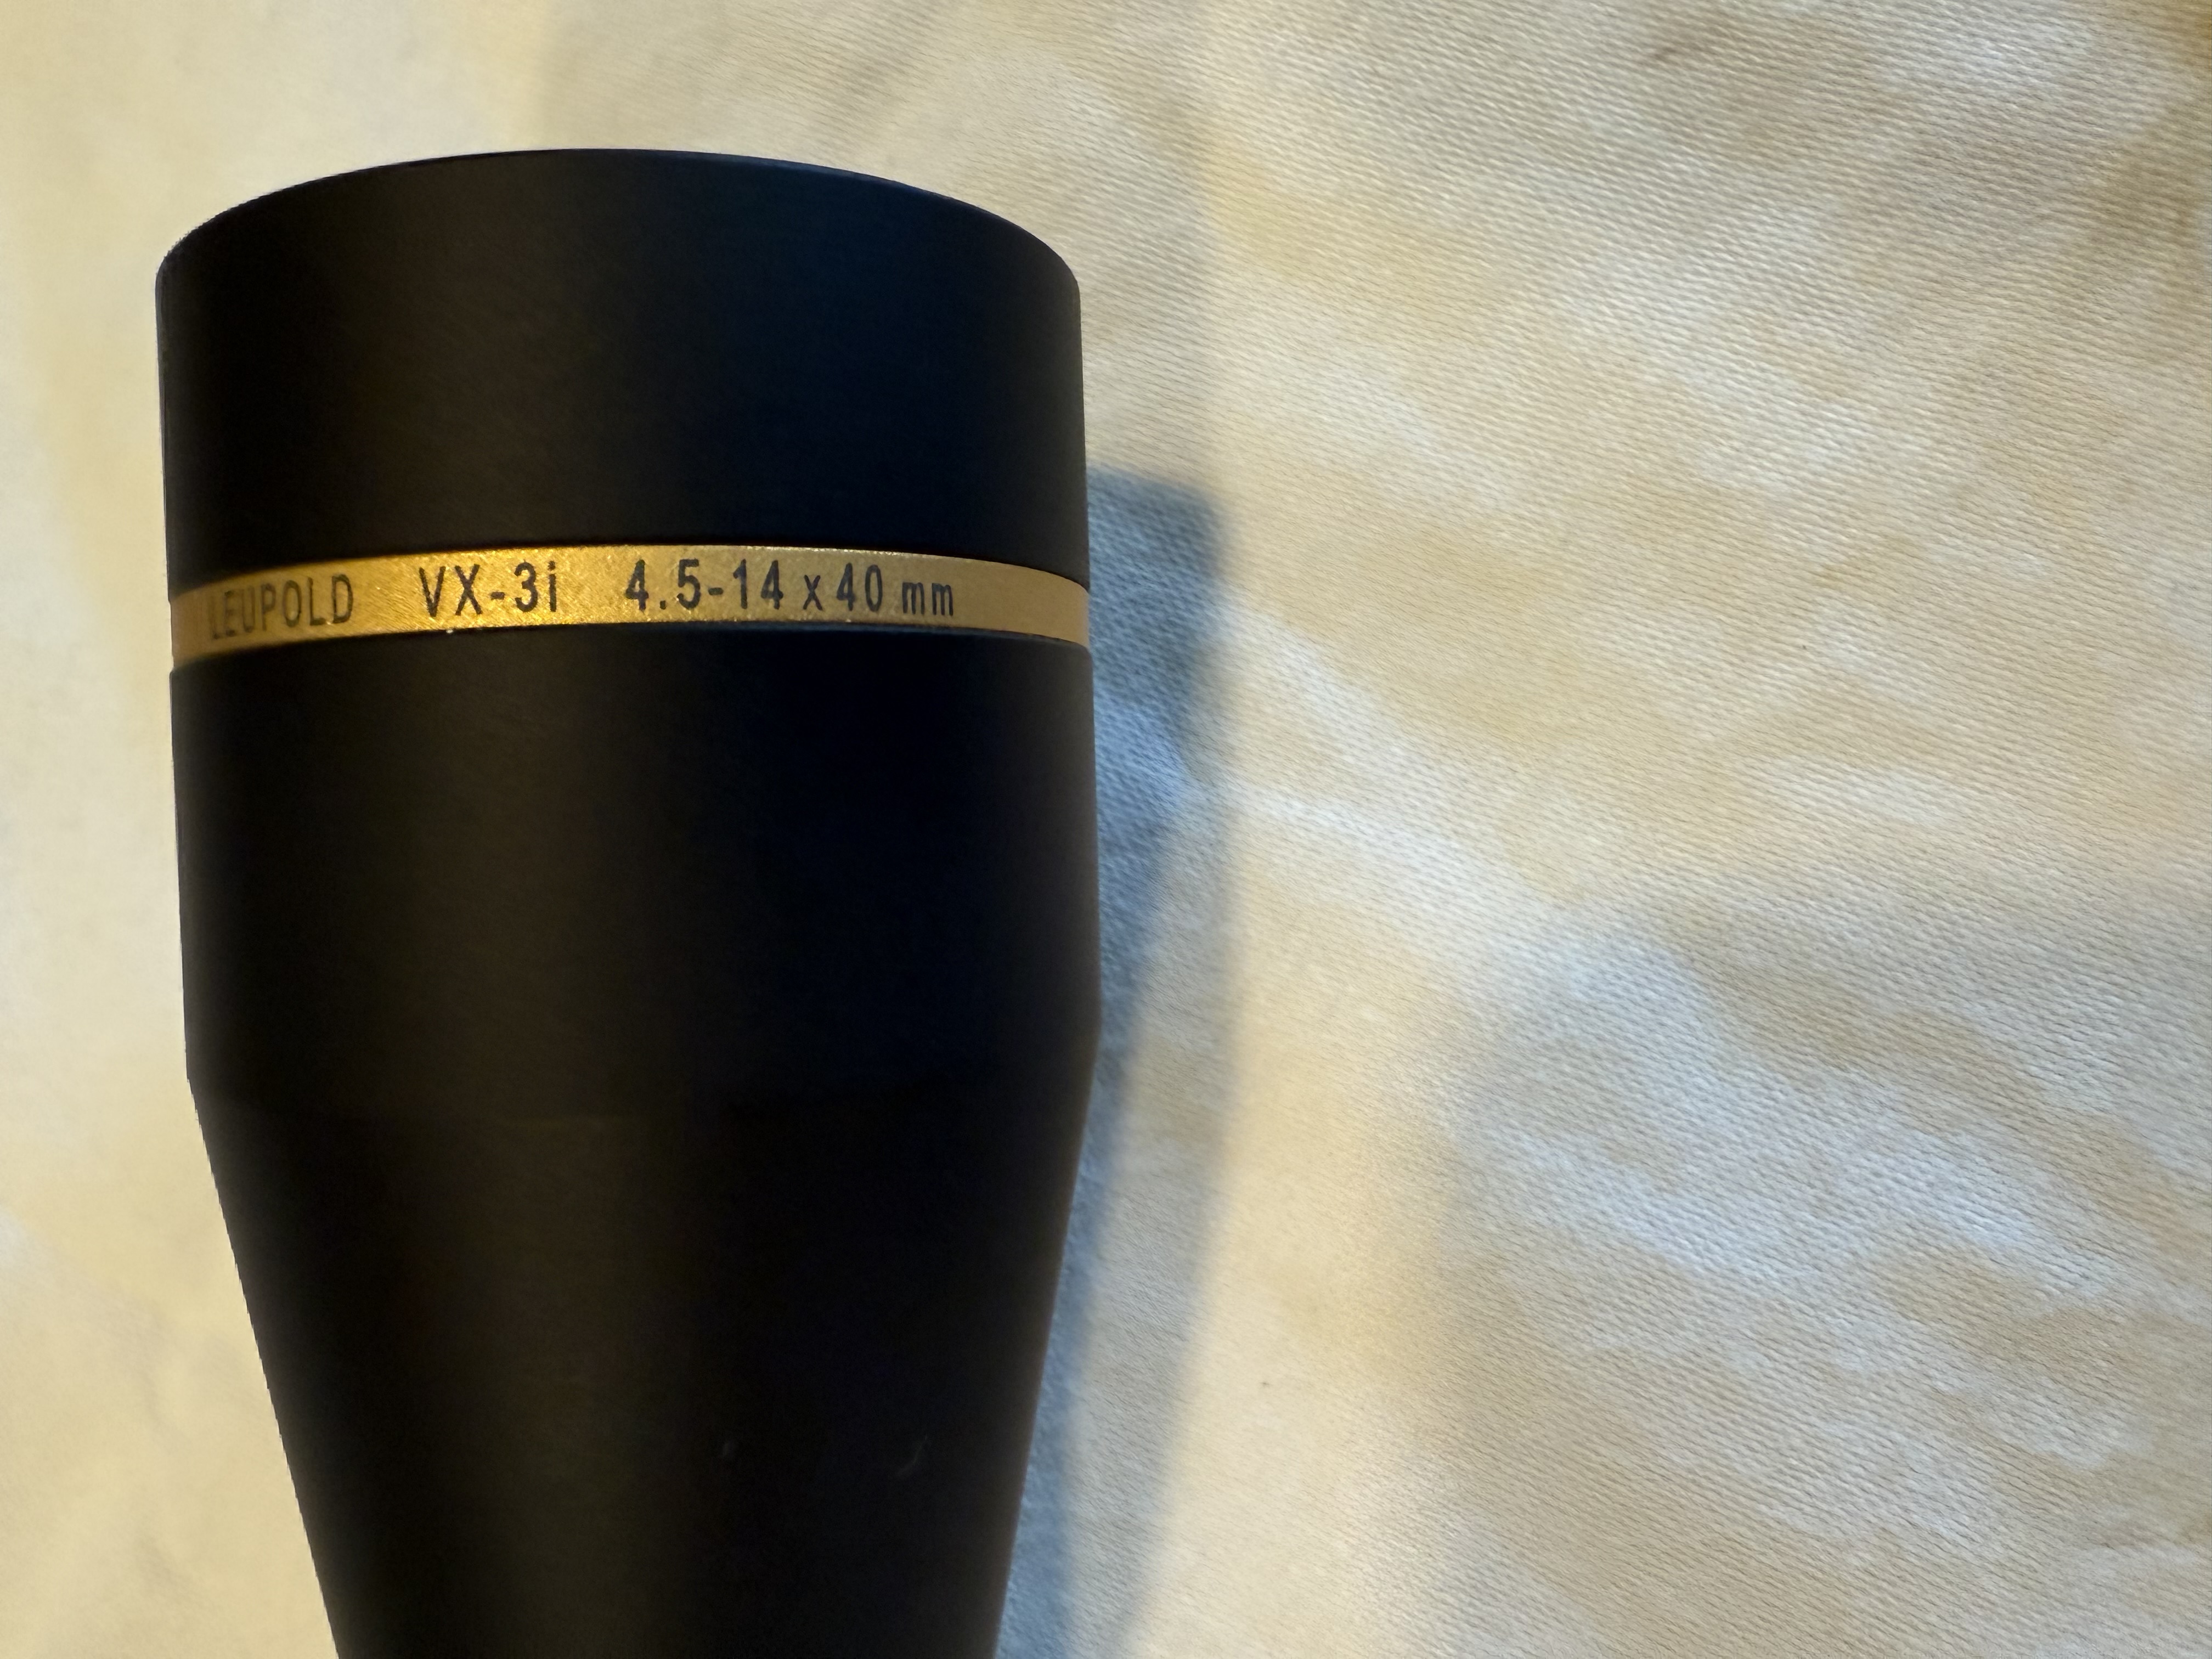 LEUPOLD VX-3i 4.5-14 x 40 mm